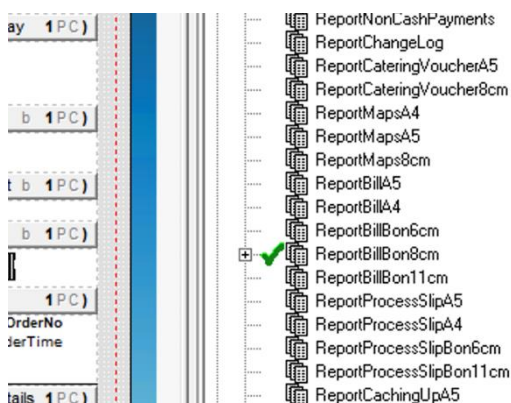 ay 1PC)
b 1PC)
t b 1PC)
b 1PC)
1PC)
OrderNo
derTime
tails 1PC)
ReportNonCashPayments
ReportChangeLog
ReportCateringVoucherA5
ReportCateringVoucher8cm
ReportMapsA4
ReportMapsA5
ReportMaps8cm
ReportBillA5
ReportBillA4
ReportBillBon6cm
ReportBillBon8cm
ReportBillBon11cm
ReportProcessSlipA5
ReportProcessSlipA4
ReportProcessSlipBon6cm
ReportProcessSlipBon11cm
ReportCachingUpA5